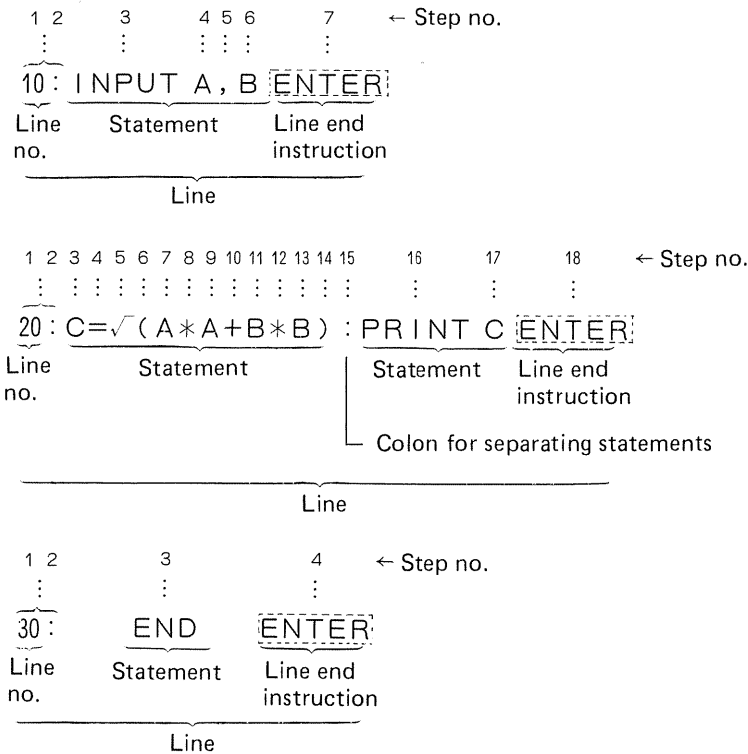 1 2 3 4 5 6 7 ← Step no.
10: INPUT A, B ENTER
Line no. Statement Line end instruction
Line
1 2 3 4 5 6 7 8 9 10 11 12 13 14 15 16 17 18 ← Step no.
20: C=√(A*A+B*B) : PRINT C ENTER
Line no. Statement Statement Line end instruction
Colon for separating statements
Line
1 2 3 4 ← Step no.
30: END ENTER
Line no. Statement Line end instruction
Line